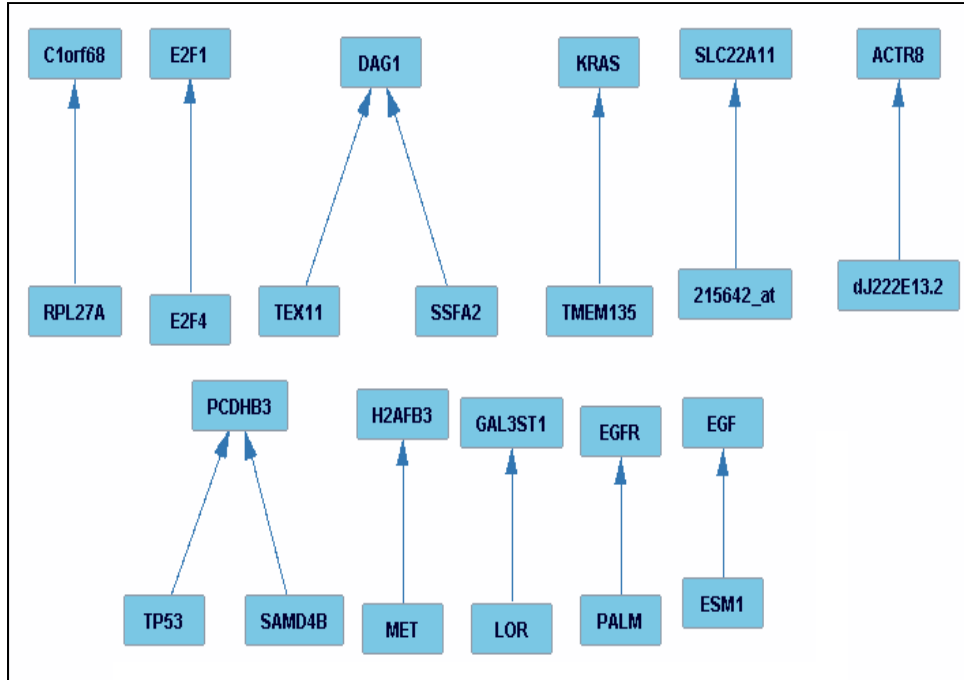 C1orf68
E2F1
DAG1
KRAS
SLC22A11
ACTR8
RPL27A
E2F4
TEX11
SSFA2
TMEM135
215642_at
dJ222E13.2
PCDHB3
H2AFB3
GAL3ST1
EGFR
EGF
TP53
SAMD4B
MET
LOR
PALM
ESM1